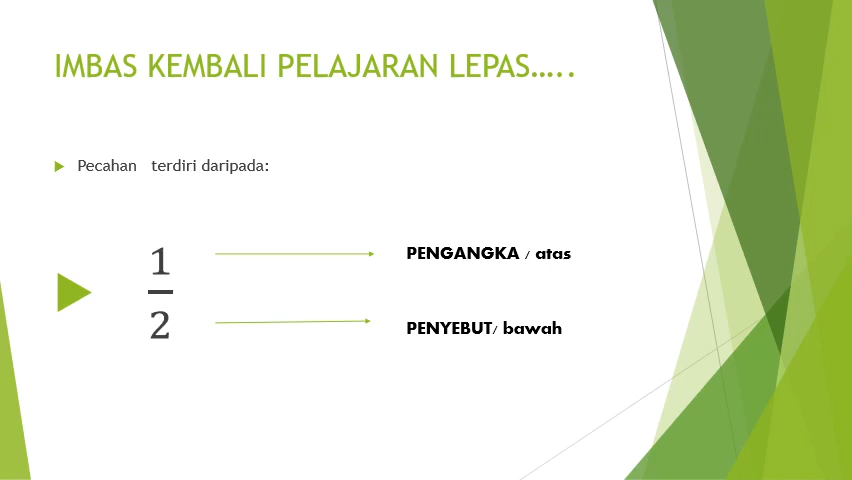 IMBAS KEMBALI PELAJARAN LEPAS…..
Pecahan terdiri daripada:
1
PENGANGKA / atas
2
PENYEBUT/ bawah